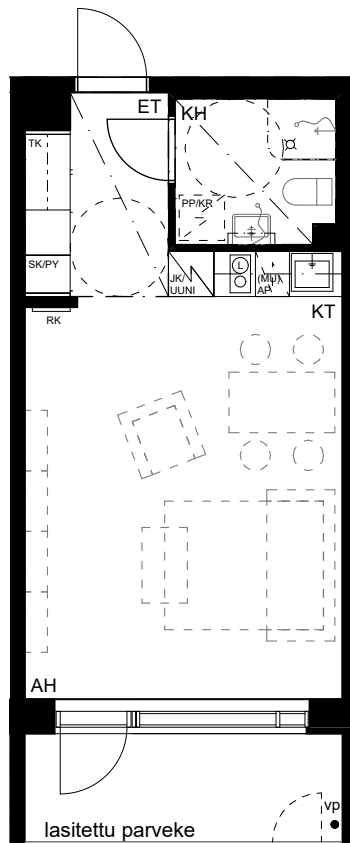 ET
KH
TK
PP/KR
SK/PY
JK/
UUNI
L
(MU)
AP
KT
RK
AH
vp
lasitettu parveke